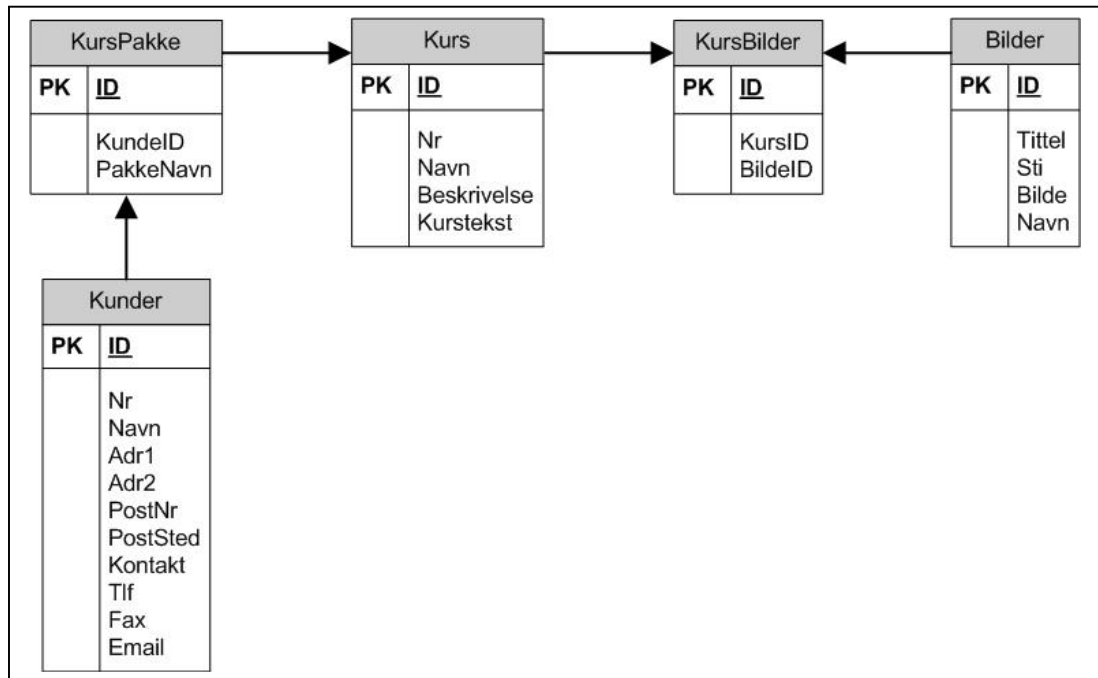 KursPakke
PK ID
KundeID
PakkeNavn
Kurs
PK ID
Nr
Navn
Beskrivelse
Kurstekst
KursBilder
PK ID
KursID
BildeID
Bilder
PK ID
Tittel
Sti
Bilde
Navn
Kunder
PK ID
Nr
Navn
Adr1
Adr2
PostNr
PostSted
Kontakt
Tlf
Fax
Email